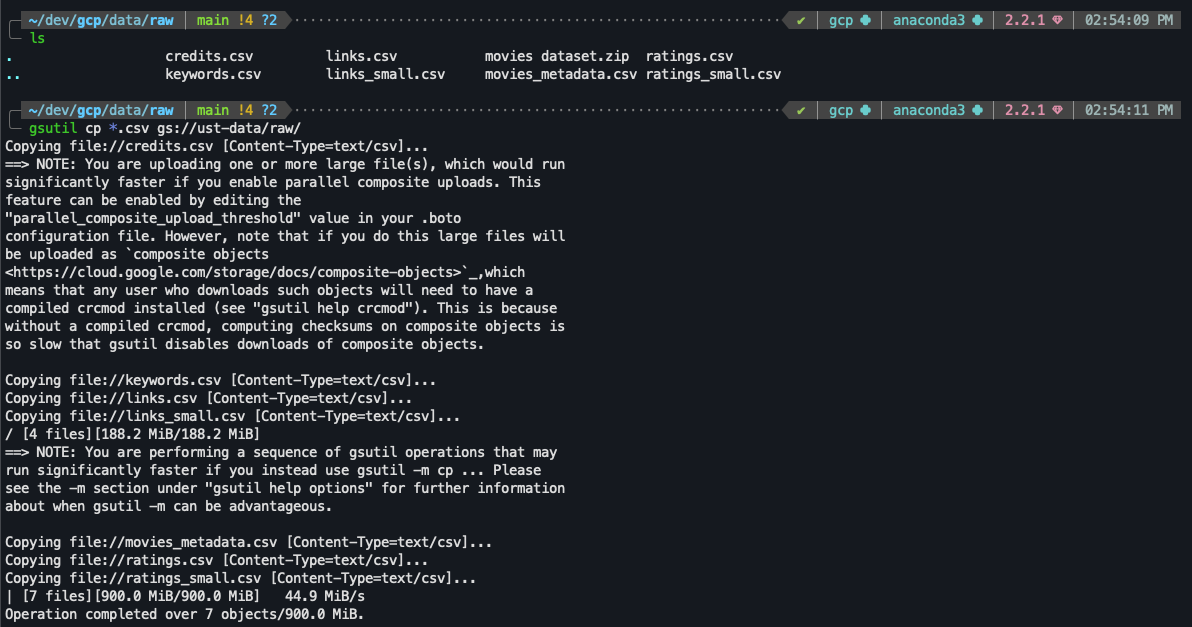 ~/dev/gcp/data/raw main !4 ?2 ✔ gcp anaconda3 2.2.1 02:54:09 PM
ls
. credits.csv links.csv movies dataset.zip ratings.csv
.. keywords.csv links_small.csv movies_metadata.csv ratings_small.csv
~/dev/gcp/data/raw main !4 ?2 ✔ gcp anaconda3 2.2.1 02:54:11 PM
gsutil cp *.csv gs://ust-data/raw/
Copying file://credits.csv [Content-Type=text/csv]...
==> NOTE: You are uploading one or more large file(s), which would run
significantly faster if you enable parallel composite uploads. This
feature can be enabled by editing the
"parallel_composite_upload_threshold" value in your .boto
configuration file. However, note that if you do this large files will
be uploaded as `composite objects
<https://cloud.google.com/storage/docs/composite-objects>`_,which
means that any user who downloads such objects will need to have a
compiled crcmod installed (see "gsutil help crcmod"). This is because
without a compiled crcmod, computing checksums on composite objects is
so slow that gsutil disables downloads of composite objects.
Copying file://keywords.csv [Content-Type=text/csv]...
Copying file://links.csv [Content-Type=text/csv]...
Copying file://links_small.csv [Content-Type=text/csv]...
/ [4 files][188.2 MiB/188.2 MiB]
==> NOTE: You are performing a sequence of gsutil operations that may
run significantly faster if you instead use gsutil -m cp ... Please
see the -m section under "gsutil help options" for further information
about when gsutil -m can be advantageous.
Copying file://movies_metadata.csv [Content-Type=text/csv]...
Copying file://ratings.csv [Content-Type=text/csv]...
Copying file://ratings_small.csv [Content-Type=text/csv]...
| [7 files][900.0 MiB/900.0 MiB] 44.9 MiB/s
Operation completed over 7 objects/900.0 MiB.